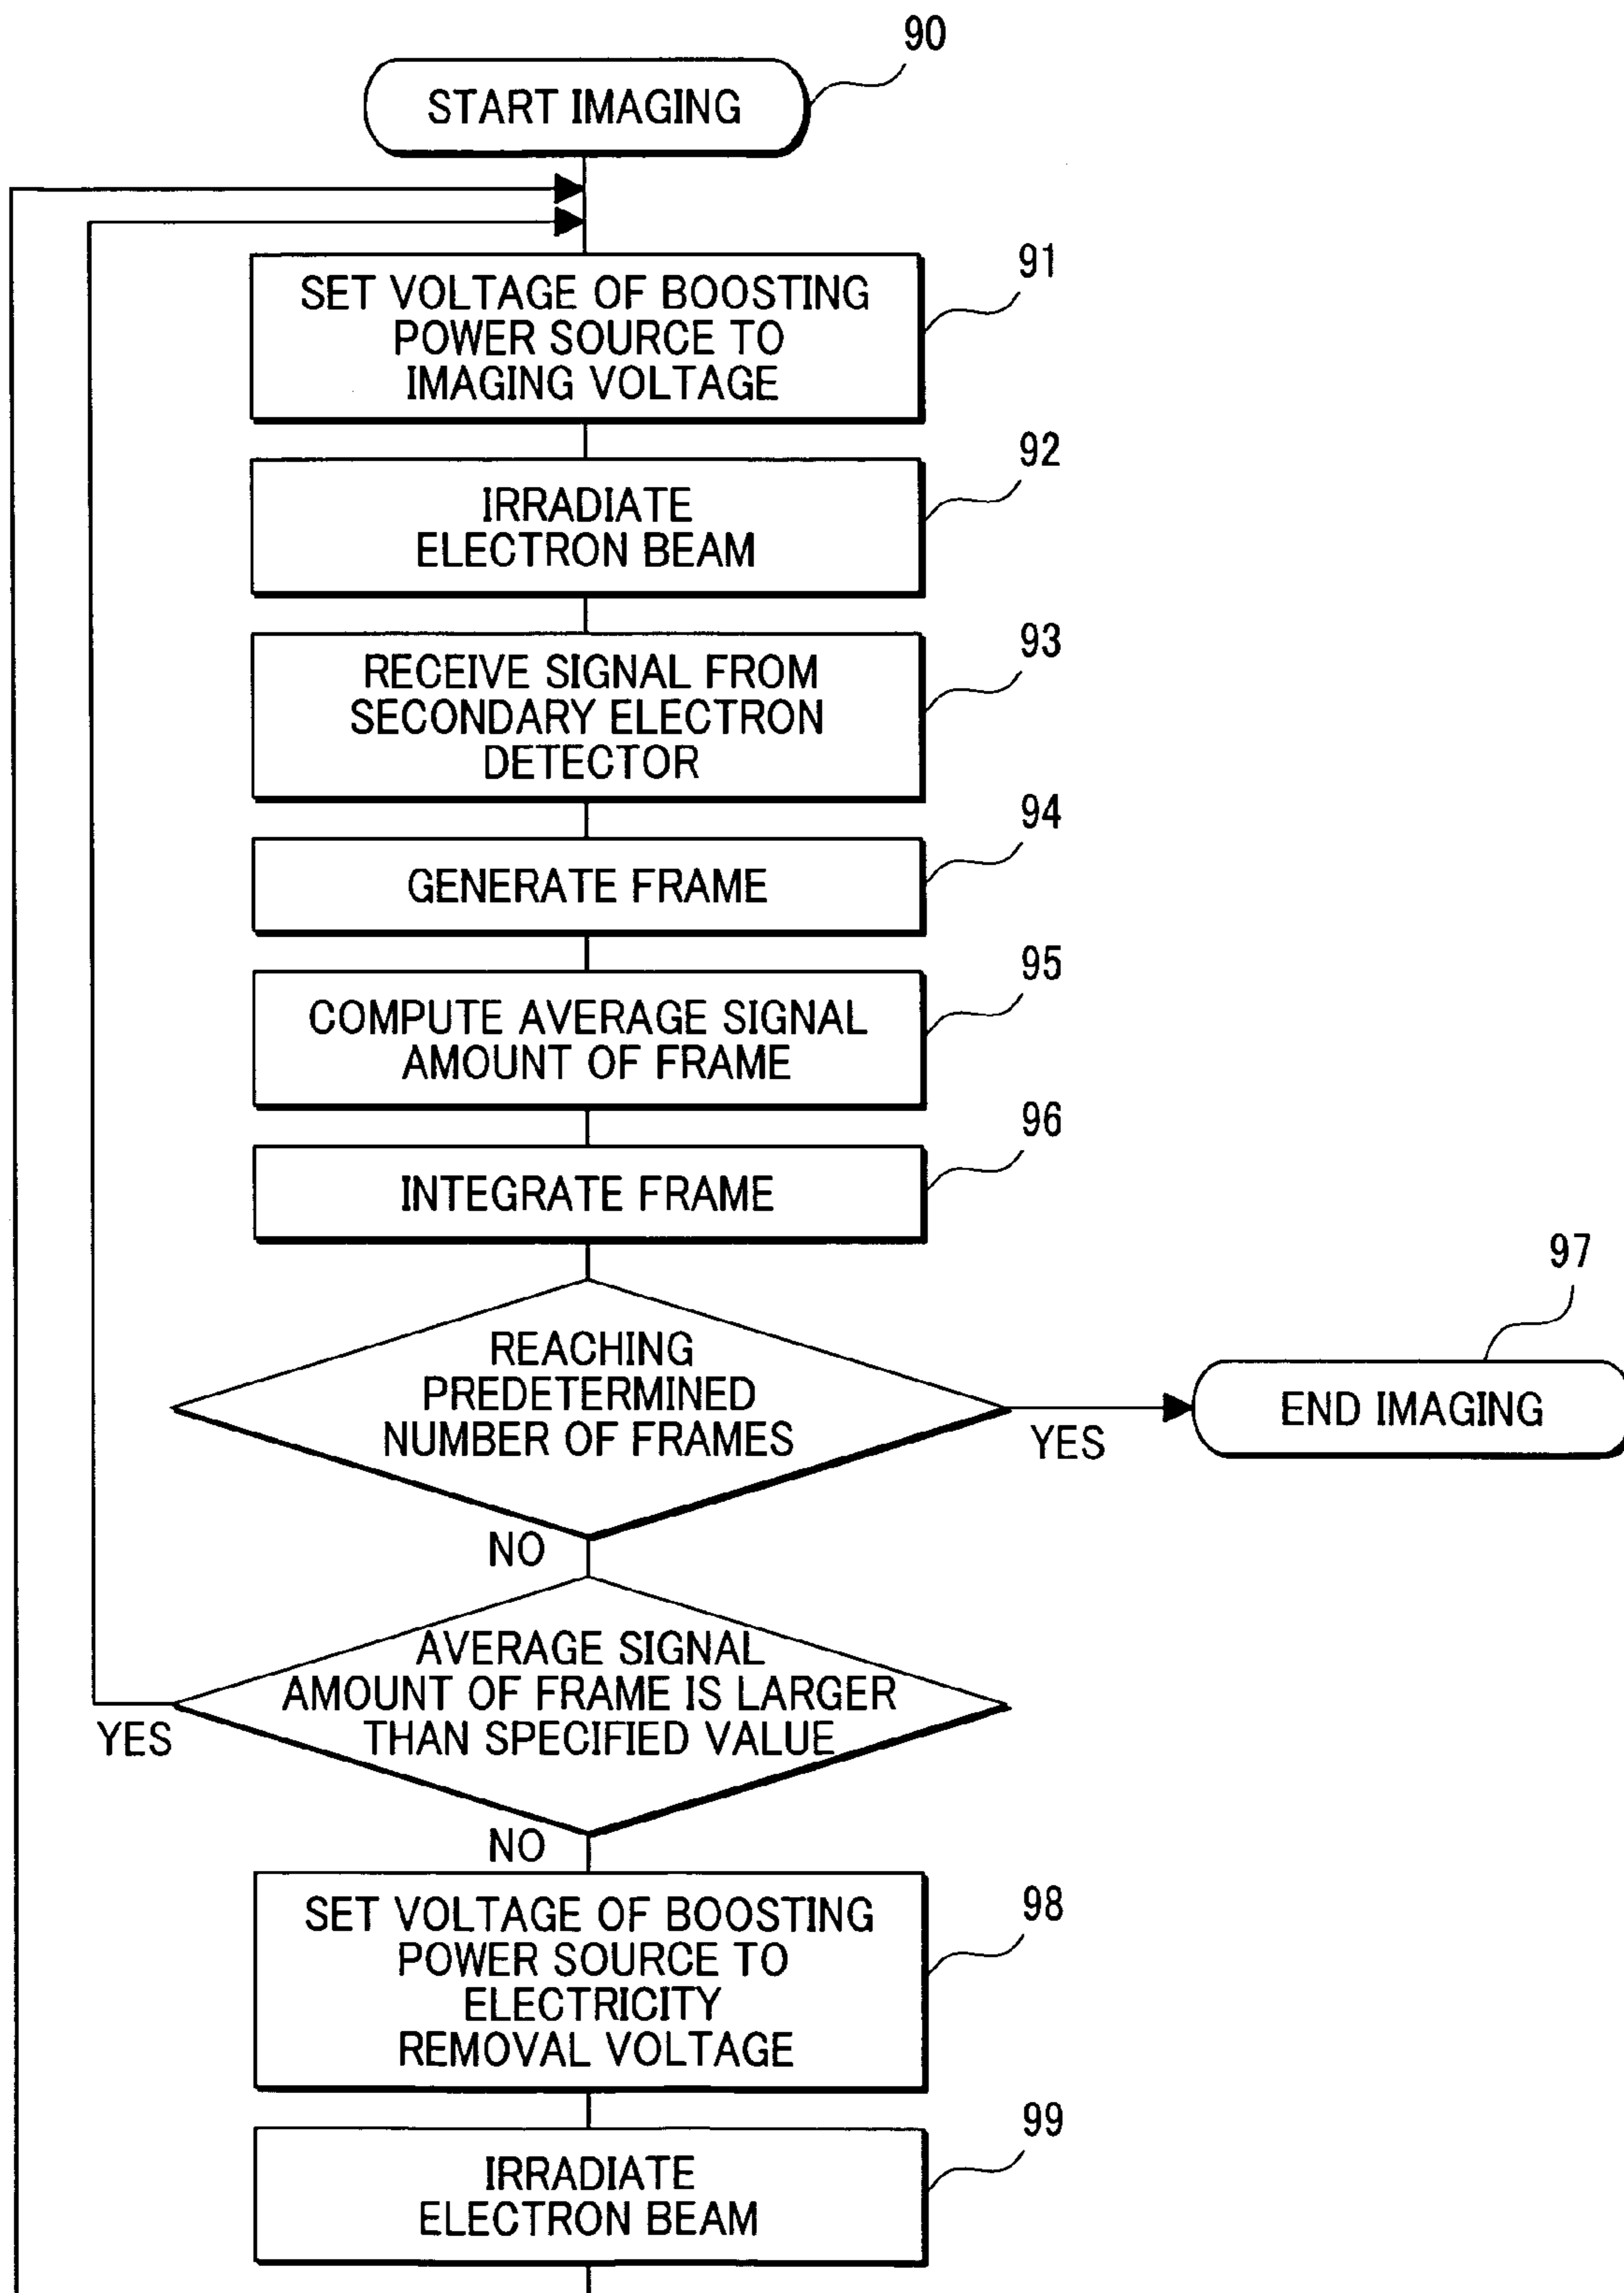 90
START IMAGING
91
SET VOLTAGE OF BOOSTING
POWER SOURCE TO
IMAGING VOLTAGE
92
IRRADIATE
ELECTRON BEAM
93
RECEIVE SIGNAL FROM
SECONDARY ELECTRON
DETECTOR
94
GENERATE FRAME
95
COMPUTE AVERAGE SIGNAL
AMOUNT OF FRAME
96
INTEGRATE FRAME
97
REACHING
PREDETERMINED
NUMBER OF FRAMES
YES
END IMAGING
NO
AVERAGE SIGNAL
AMOUNT OF FRAME IS LARGER
THAN SPECIFIED VALUE
YES
NO
98
SET VOLTAGE OF BOOSTING
POWER SOURCE TO
ELECTRICITY
REMOVAL VOLTAGE
99
IRRADIATE
ELECTRON BEAM